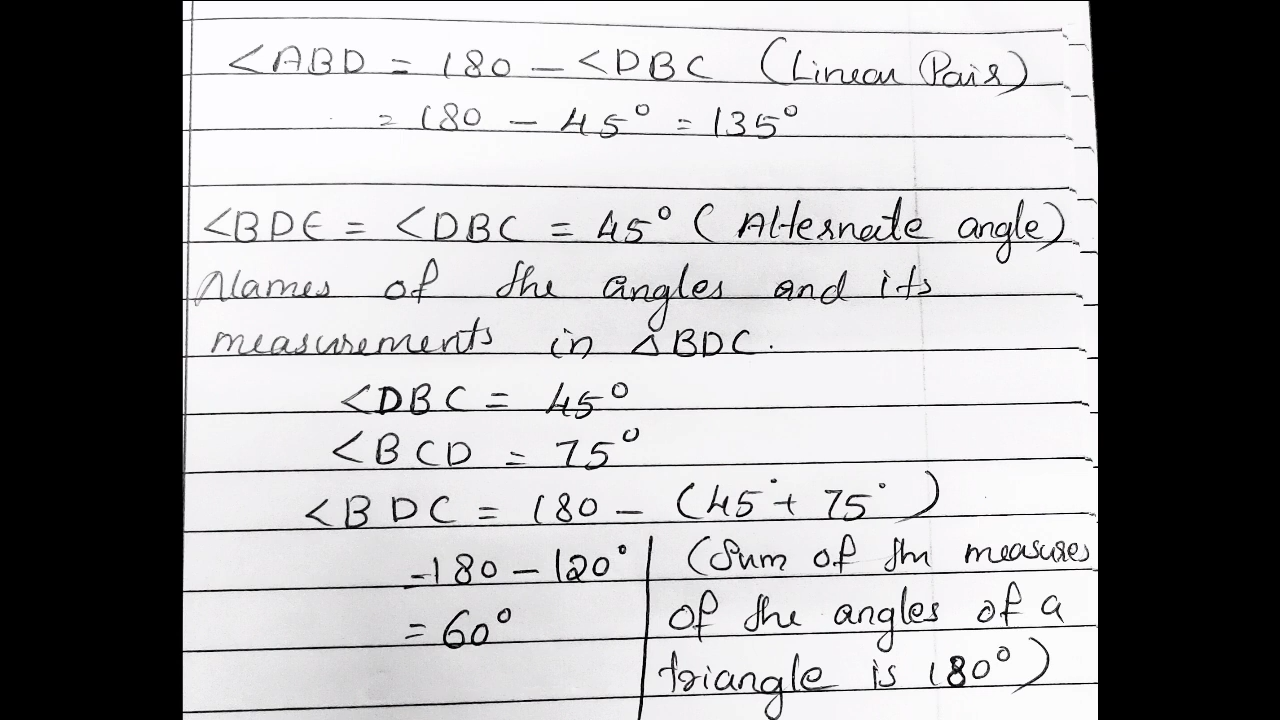 <ABD = 180 - <DBC (Linear Pair)
= 180 - 45° = 135°
<BDE = <DBC = 45° (Alternate angle)
Names of the angles and its
measurements in △BDC.
<DBC = 45°
<BCD = 75°
<BDC = 180 - (45° + 75°)
=180 - 120° (Sum of the measures
= 60° of the angles of a
triangle is 180°)